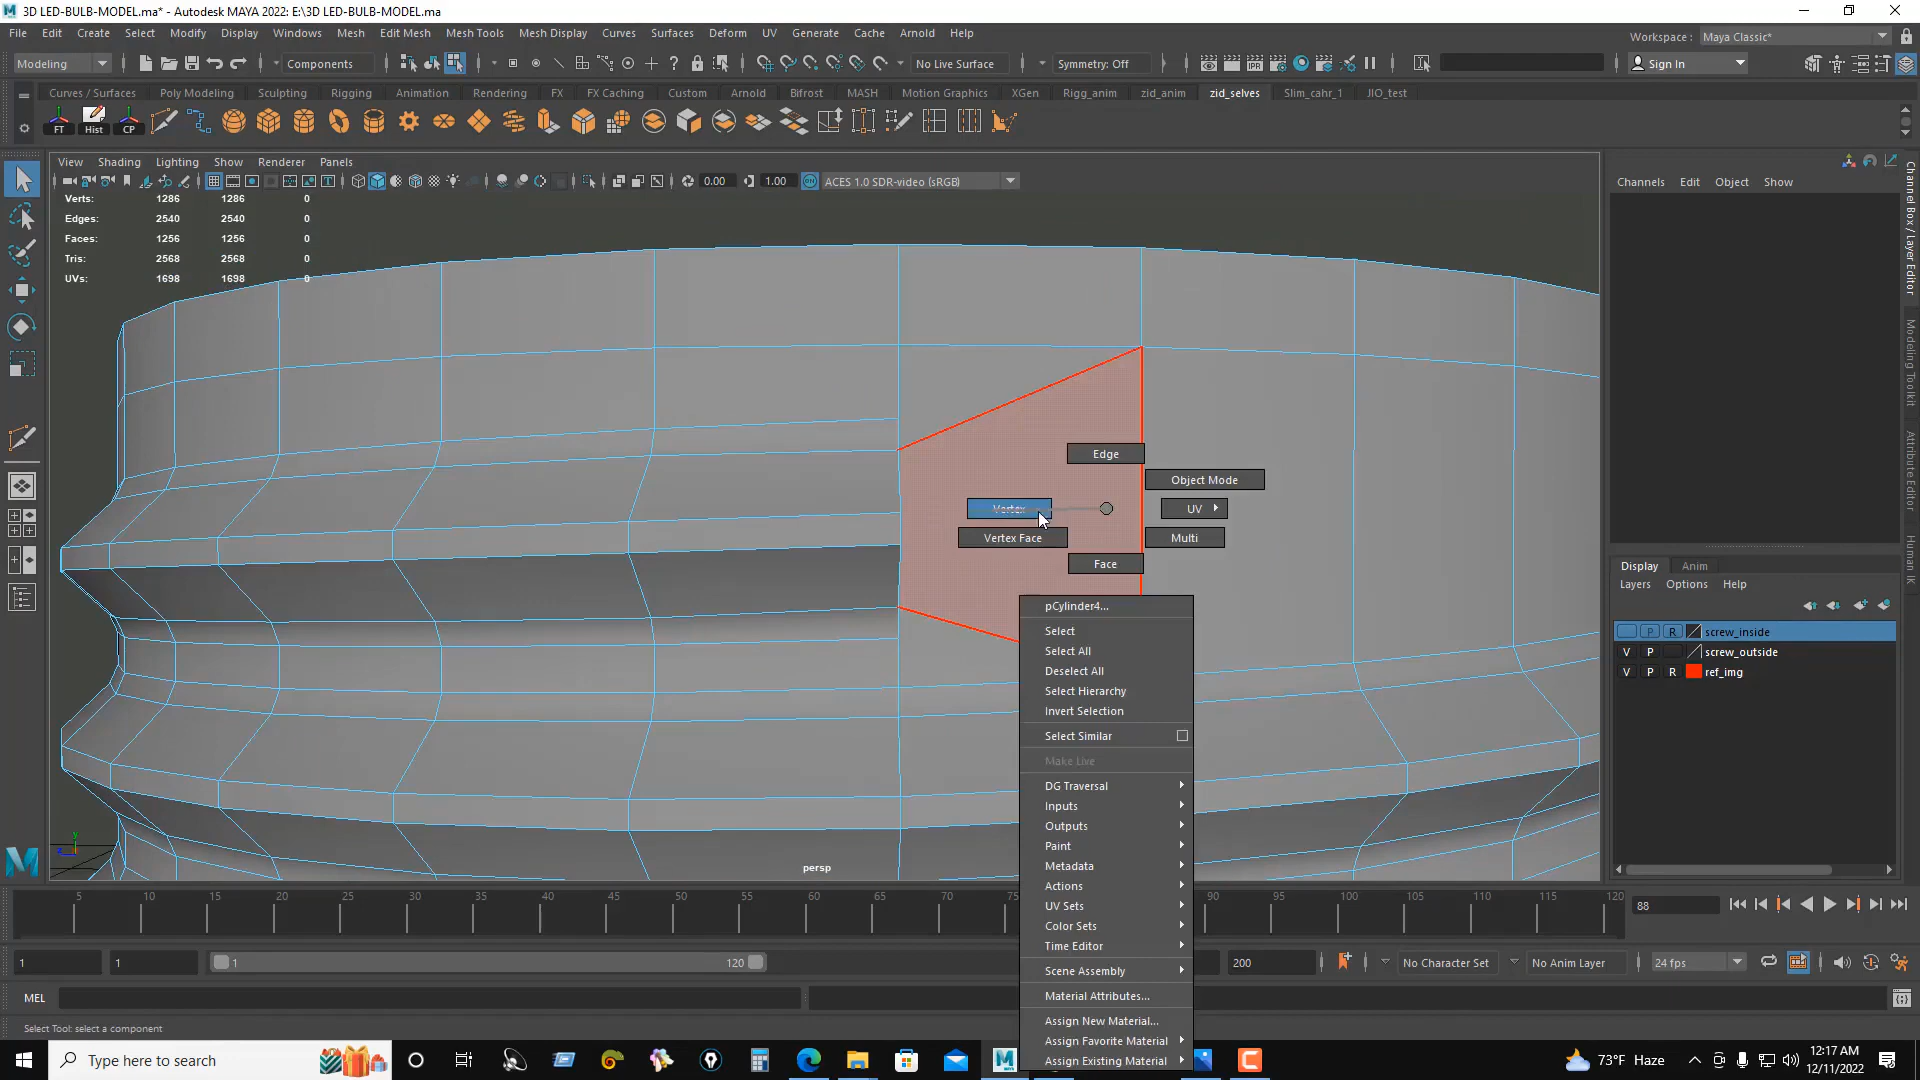 3D LED-BULB-MODEL.ma* - Autodesk MAYA 2022: E:\3D LED-BULB-MODEL.ma
File Edit Create Select Modify Display Windows Mesh Edit Mesh Mesh Tools Mesh Display Curves Surfaces Deform UV Generate Cache Arnold Help
Workspace : Maya Classic*
Modeling Components No Live Surface Symmetry: Off Sign In
Curves / Surfaces Poly Modeling Sculpting Rigging Animation Rendering FX FX Caching Custom Arnold Bifrost MASH Motion Graphics XGen Rigg_anim zid_anim zid_selves Slim_cahr_1 JIO_test
FT Hist CP
View Shading Lighting Show Renderer Panels
0.00 1.00 ACES 1.0 SDR-video (sRGB)
Channels Edit Object Show
Verts: 1286 1286 0
Edges: 2540 2540 0
Faces: 1256 1256 0
Tris: 2568 2568 0
UVs: 1698 1698 0
Edge
Object Mode
Vertex UV
Vertex Face Multi
Face
pCylinder4...
Select
Select All
Deselect All
Select Hierarchy
Invert Selection
Select Similar
Make Live
DG Traversal
Inputs
Outputs
Paint
Metadata
Actions
UV Sets
Color Sets
Time Editor
Scene Assembly
Material Attributes...
Assign New Material...
Assign Favorite Material
Assign Existing Material
persp
y
Channel Box / Layer Editor
Modeling Toolkit
Attribute Editor
Human IK
Display Anim
Layers Options Help
P R screw_inside
V P screw_outside
V P R ref_img
5 10 15 20 25 30 35 40 45 50 55 60 65 70 75 90 95 100 105 110 115 120
88
1 1 1 120 200 No Character Set No Anim Layer 24 fps
MEL
Select Tool: select a component
Type here to search
73°F Haze
12:17 AM
12/11/2022